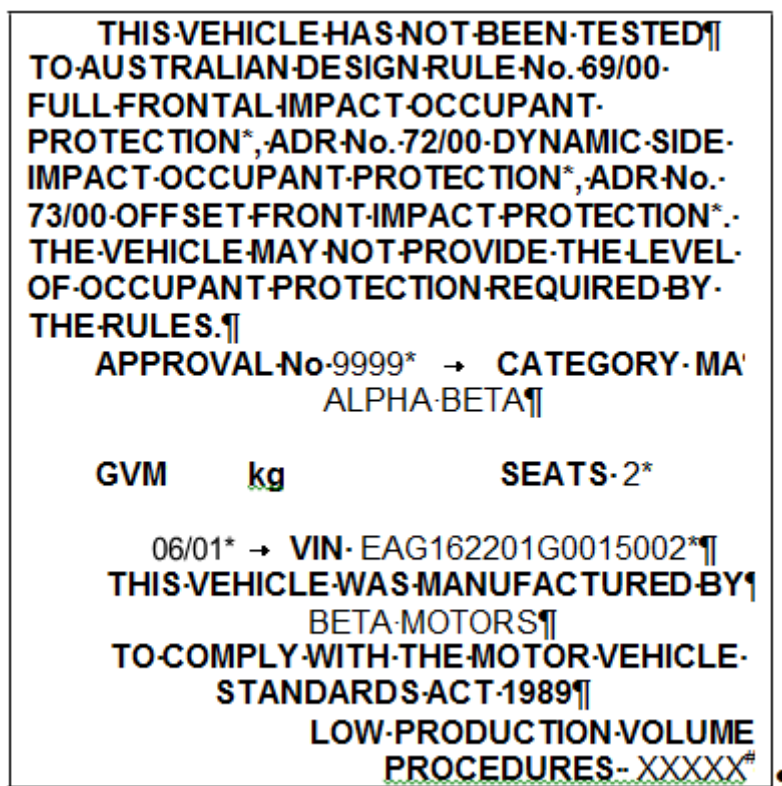 THIS VEHICLE HAS NOT BEEN TESTED¶
TO AUSTRALIAN DESIGN RULE No. 69/00
FULL FRONTAL IMPACT OCCUPANT
PROTECTION*, ADR No. 72/00 DYNAMIC SIDE
IMPACT OCCUPANT PROTECTION*, ADR No.
73/00 OFFSET FRONT IMPACT PROTECTION*.
THE VEHICLE MAY NOT PROVIDE THE LEVEL
OF OCCUPANT PROTECTION REQUIRED BY
THE RULES.¶
APPROVAL No 9999* → CATEGORY MA
ALPHA BETA¶
GVM kg SEATS 2*
06/01* → VIN EAG162201G0015002*¶
THIS VEHICLE WAS MANUFACTURED BY¶
BETA MOTORS¶
TO COMPLY WITH THE MOTOR VEHICLE
STANDARDS ACT 1989¶
LOW PRODUCTION VOLUME
PROCEDURES - XXXXX#